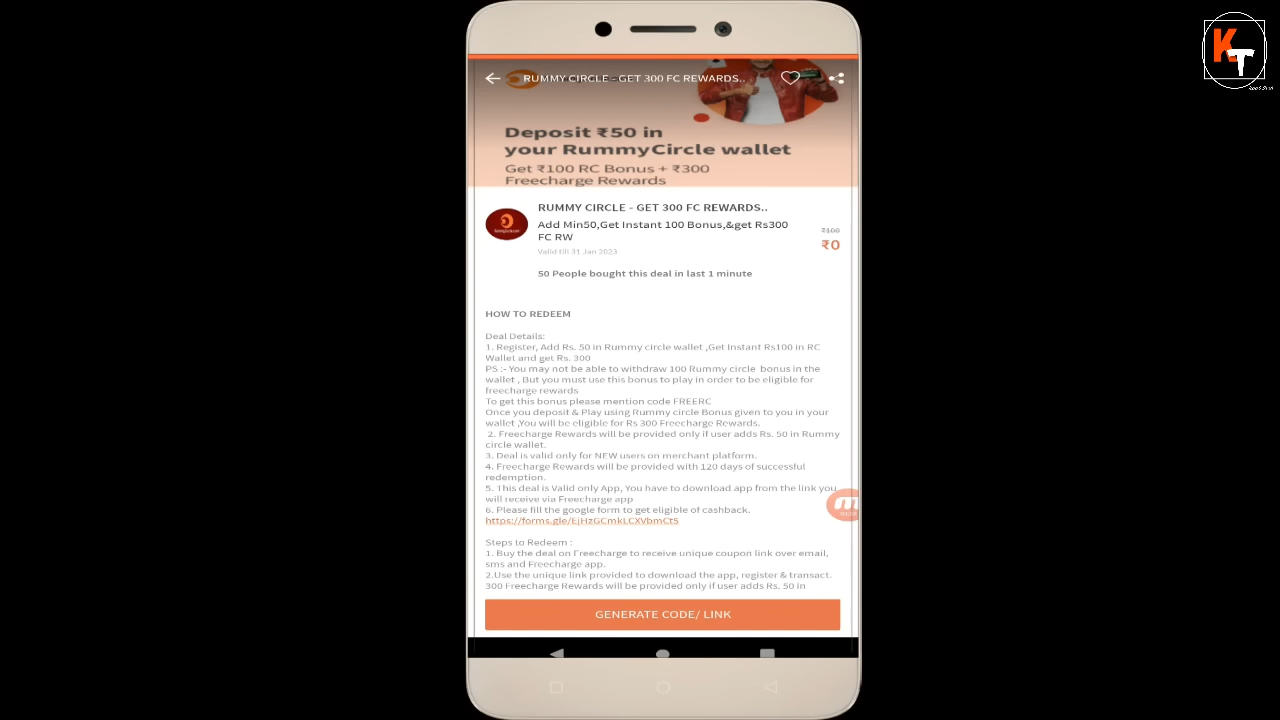 RUMMY CIRCLE - GET 300 FC REWARDS..
Deposit ₹50 in
your RummyCircle wallet
Get ₹100 RC Bonus + ₹300
Freecharge Rewards
RUMMY CIRCLE - GET 300 FC REWARDS..
Add Min50,Get Instant 100 Bonus,&get Rs300
FC RW
₹100
₹0
Valid till 31 Jan 2023
50 People bought this deal in last 1 minute
HOW TO REDEEM
Deal Details:
1. Register, Add Rs. 50 in Rummy circle wallet ,Get Instant Rs100 in RC
Wallet and get Rs. 300
PS :- You may not be able to withdraw 100 Rummy circle bonus in the
wallet , But you must use this bonus to play in order to be eligible for
freecharge rewards
To get this bonus please mention code FREERC
Once you deposit & Play using Rummy circle Bonus given to you in your
wallet ,You will be eligible for Rs 300 Freecharge Rewards.
2. Freecharge Rewards will be provided only if user adds Rs. 50 in Rummy
circle wallet.
3. Deal is valid only for NEW users on merchant platform.
4. Freecharge Rewards will be provided with 120 days of successful
redemption.
5. This deal is Valid only App, You have to download app from the link you
will receive via Freecharge app
6. Please fill the google form to get eligible of cashback.
https://forms.gle/EjHzGCmkLCXVbmCt5
Steps to Redeem :
1. Buy the deal on Freecharge to receive unique coupon link over email,
sms and Freecharge app.
2.Use the unique link provided to download the app, register & transact.
300 Freecharge Rewards will be provided only if user adds Rs. 50 in
GENERATE CODE/ LINK
KT